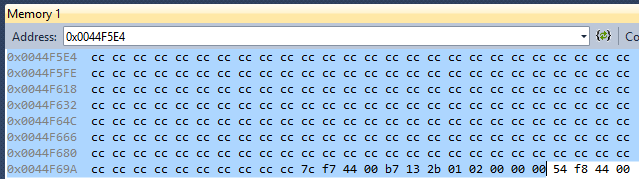 Memory 1
Address: 0x0044F5E4 Co
0x0044F5E4 cc cc cc cc cc cc cc cc cc cc cc cc cc cc cc cc cc cc cc cc cc cc cc cc cc cc
0x0044F5FE cc cc cc cc cc cc cc cc cc cc cc cc cc cc cc cc cc cc cc cc cc cc cc cc cc cc
0x0044F618 cc cc cc cc cc cc cc cc cc cc cc cc cc cc cc cc cc cc cc cc cc cc cc cc cc cc
0x0044F632 cc cc cc cc cc cc cc cc cc cc cc cc cc cc cc cc cc cc cc cc cc cc cc cc cc cc
0x0044F64C cc cc cc cc cc cc cc cc cc cc cc cc cc cc cc cc cc cc cc cc cc cc cc cc cc cc
0x0044F666 cc cc cc cc cc cc cc cc cc cc cc cc cc cc cc cc cc cc cc cc cc cc cc cc cc cc
0x0044F680 cc cc cc cc cc cc cc cc cc cc cc cc cc cc cc cc cc cc cc cc cc cc cc cc cc cc
0x0044F69A cc cc cc cc cc cc cc cc cc cc 7c f7 44 00 b7 13 2b 01 02 00 00 00 54 f8 44 00